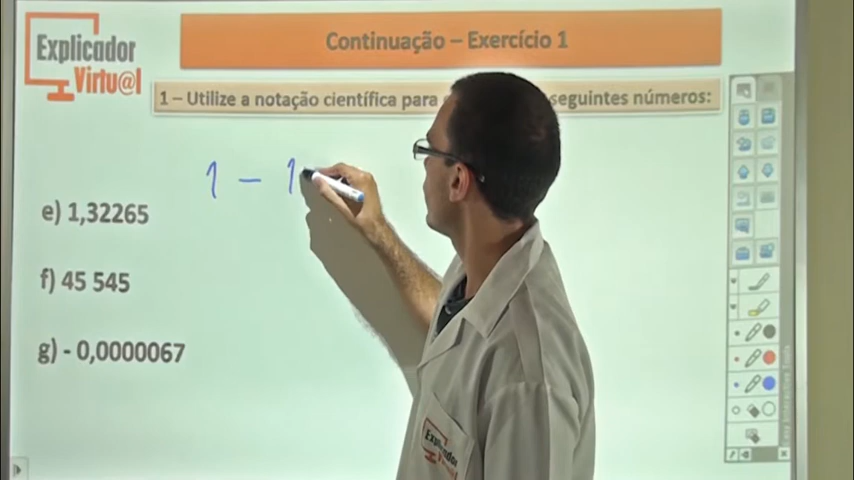 Explicador
Virtu@l
Continuação – Exercício 1
1 – Utilize a notação científica para
seguintes números:
1 - 1
e) 1,32265
f) 45 545
g) - 0,0000067